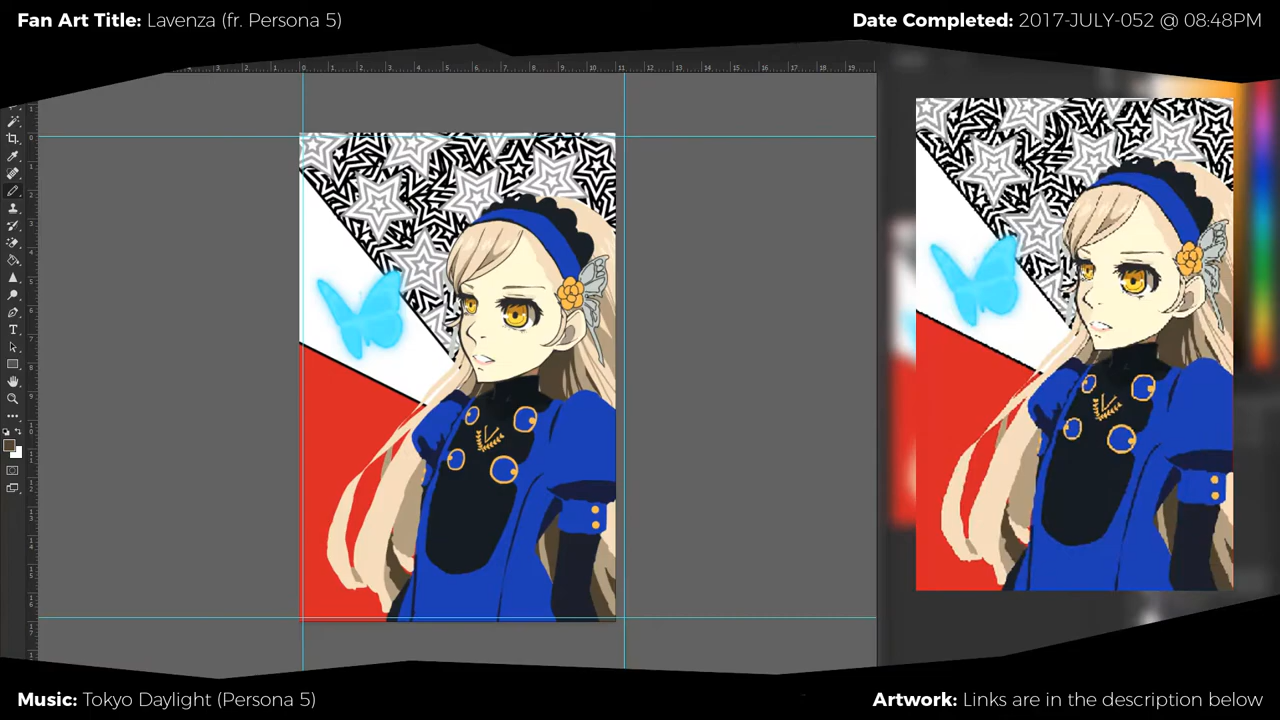 Fan Art Title: Lavenza (fr. Persona 5)
Date Completed: 2017-JULY-052 @ 08:48PM
Music: Tokyo Daylight (Persona 5)
Artwork: Links are in the description below